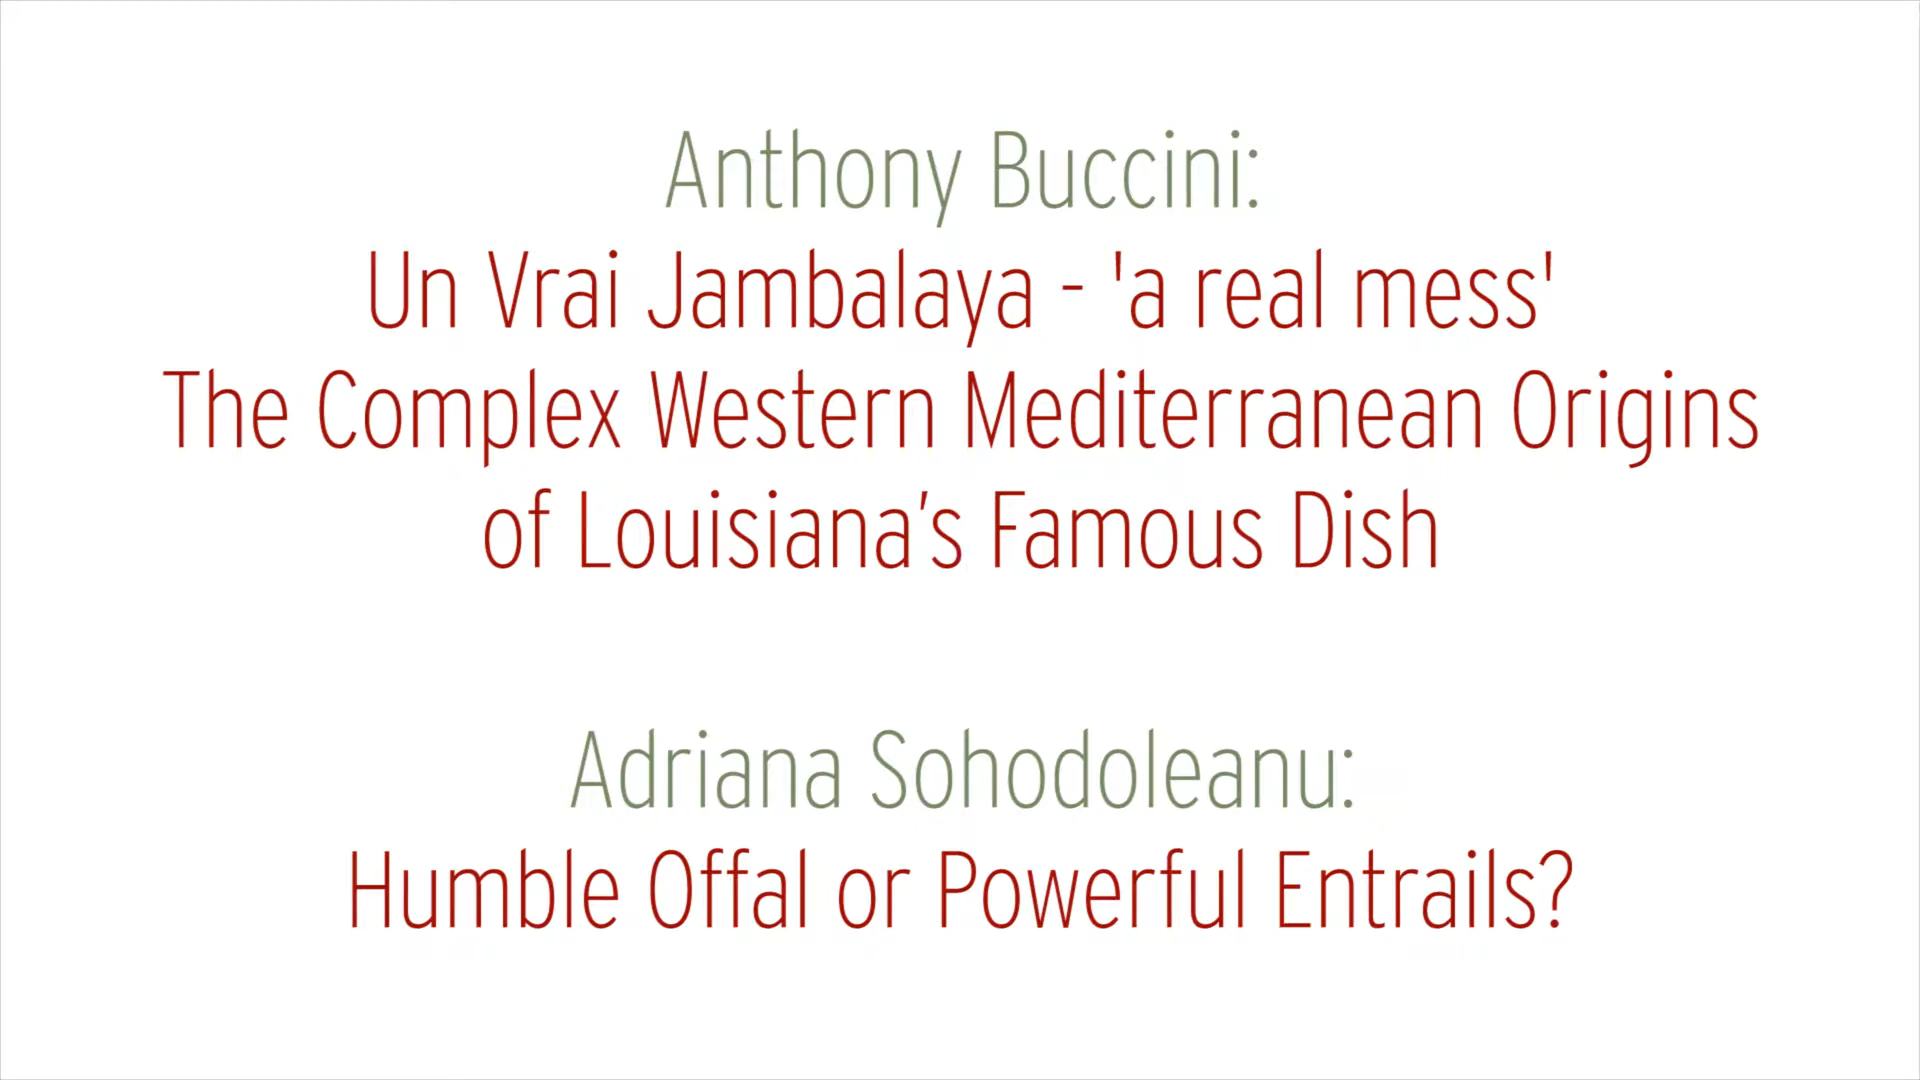 Anthony Buccini:
Un Vrai Jambalaya - 'a real mess'
The Complex Western Mediterranean Origins
of Louisiana’s Famous Dish
Adriana Sohodoleanu:
Humble Offal or Powerful Entrails?